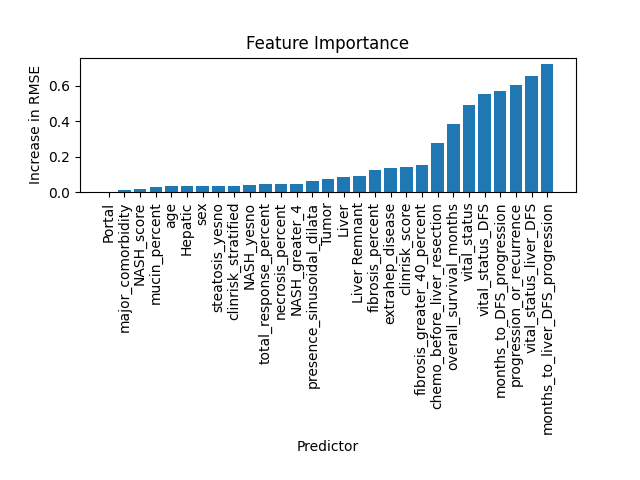 Feature Importance
Increase in RMSE
0.6
0.4
0.2
0.0
Portal
major_comorbidity
NASH_score
mucin_percent
age
Hepatic
sex
steatosis_yesno
clinrisk_stratified
NASH_yesno
total_response_percent
necrosis_percent
NASH_greater_4
presence_sinusoidal_dilata
Tumor
Liver
Liver Remnant
fibrosis_percent
extrahep_disease
clinrisk_score
fibrosis_greater_40_percent
chemo_before_liver_resection
overall_survival_months
vital_status
vital_status_DFS
months_to_DFS_progression
progression_or_recurrence
vital_status_liver_DFS
months_to_liver_DFS_progression
Predictor